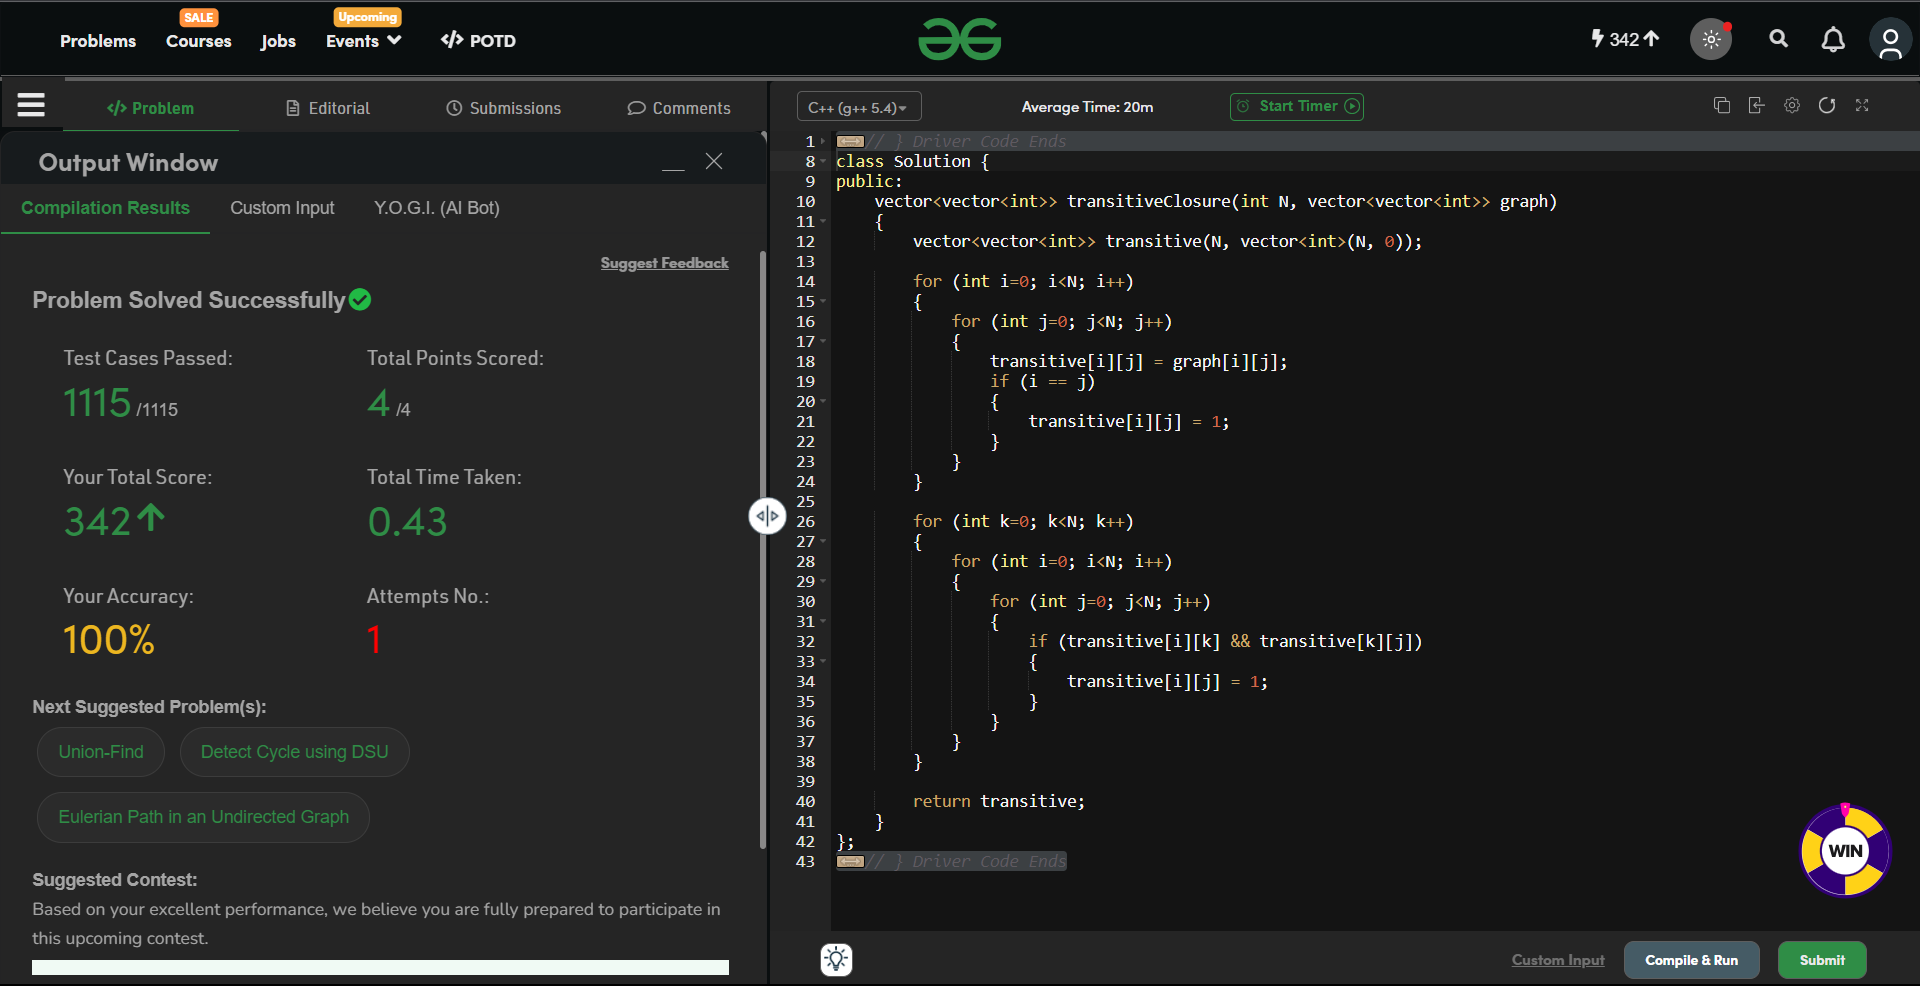 SALE
Upcoming
Problems Courses Jobs Events </> POTD
342
</> Problem Editorial Submissions Comments
Output Window
Compilation Results Custom Input Y.O.G.I. (AI Bot)
Suggest Feedback
Problem Solved Successfully
Test Cases Passed: Total Points Scored:
1115 /1115 4 /4
Your Total Score: Total Time Taken:
342 0.43
Your Accuracy: Attempts No.:
100% 1
Next Suggested Problem(s):
Union-Find Detect Cycle using DSU
Eulerian Path in an Undirected Graph
Suggested Contest:
Based on your excellent performance, we believe you are fully prepared to participate in
this upcoming contest.
C++ (g++ 5.4) Average Time: 20m Start Timer
1 // } Driver Code Ends
8 class Solution {
9 public:
10 vector<vector<int>> transitiveClosure(int N, vector<vector<int>> graph)
11 {
12 vector<vector<int>> transitive(N, vector<int>(N, 0));
13
14 for (int i=0; i<N; i++)
15 {
16 for (int j=0; j<N; j++)
17 {
18 transitive[i][j] = graph[i][j];
19 if (i == j)
20 {
21 transitive[i][j] = 1;
22 }
23 }
24 }
25
26 for (int k=0; k<N; k++)
27 {
28 for (int i=0; i<N; i++)
29 {
30 for (int j=0; j<N; j++)
31 {
32 if (transitive[i][k] && transitive[k][j])
33 {
34 transitive[i][j] = 1;
35 }
36 }
37 }
38 }
39
40 return transitive;
41 }
42 };
43 // } Driver Code Ends
WIN
Custom Input Compile & Run Submit